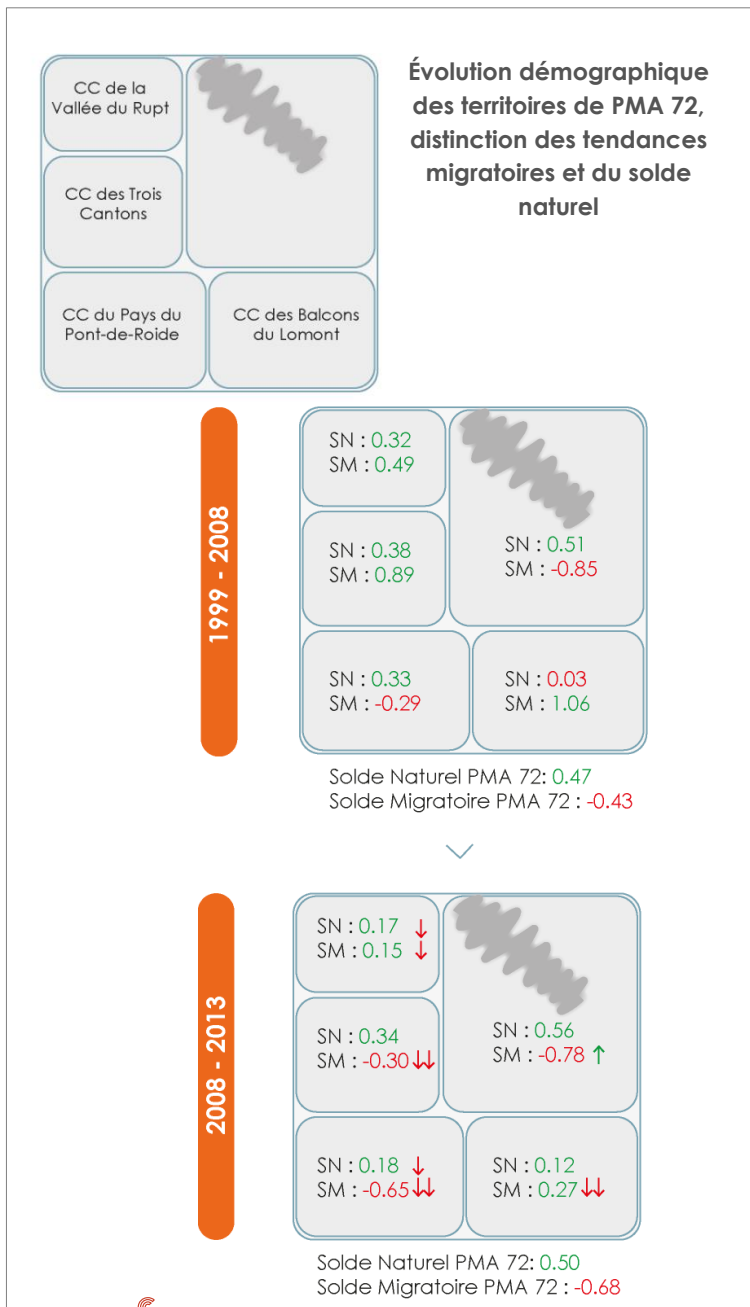 Évolution démographique
des territoires de PMA 72,
distinction des tendances
migratoires et du solde
naturel
CC de la
Vallée du Rupt
CC des Trois
Cantons
CC du Pays du
Pont-de-Roide
CC des Balcons
du Lomont
1999 - 2008
SN : 0.32
SM : 0.49
SN : 0.38
SM : 0.89
SN : 0.51
SM : -0.85
SN : 0.33
SM : -0.29
SN : 0.03
SM : 1.06
Solde Naturel PMA 72: 0.47
Solde Migratoire PMA 72 : -0.43
2008 - 2013
SN : 0.17 ↓
SM : 0.15 ↓
SN : 0.34
SM : -0.30 ↓↓
SN : 0.56
SM : -0.78 ↑
SN : 0.18 ↓
SM : -0.65 ↓↓
SN : 0.12
SM : 0.27 ↓↓
Solde Naturel PMA 72: 0.50
Solde Migratoire PMA 72 : -0.68